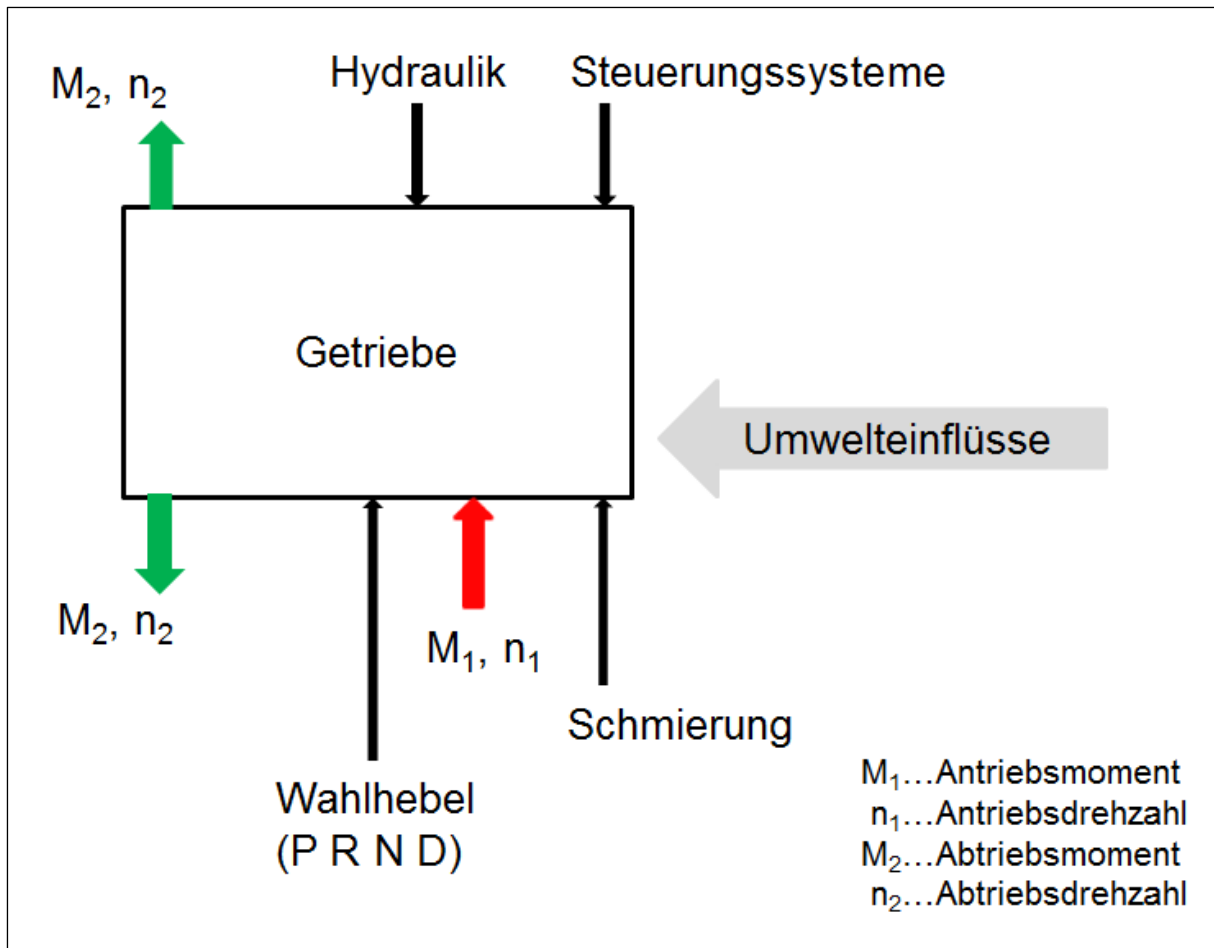 Hydraulik
Steuerungssysteme
M₂, n₂
Getriebe
Umwelteinflüsse
M₂, n₂
M₁, n₁
Schmierung
Wahlhebel
(P R N D)
M₁…Antriebsmoment
n₁…Antriebsdrehzahl
M₂…Abtriebsmoment
n₂…Abtriebsdrehzahl